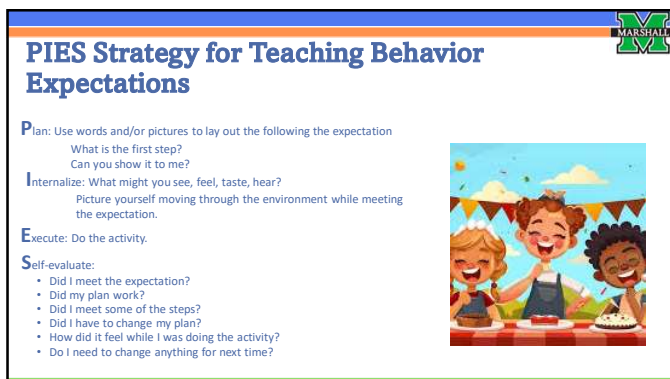 MARSHALL
PIES Strategy for Teaching Behavior
Expectations
Plan: Use words and/or pictures to lay out the following the expectation
What is the first step?
Can you show it to me?
Internalize: What might you see, feel, taste, hear?
Picture yourself moving through the environment while meeting
the expectation.
Execute: Do the activity.
Self-evaluate:
• Did I meet the expectation?
• Did my plan work?
• Did I meet some of the steps?
• Did I have to change my plan?
• How did it feel while I was doing the activity?
• Do I need to change anything for next time?